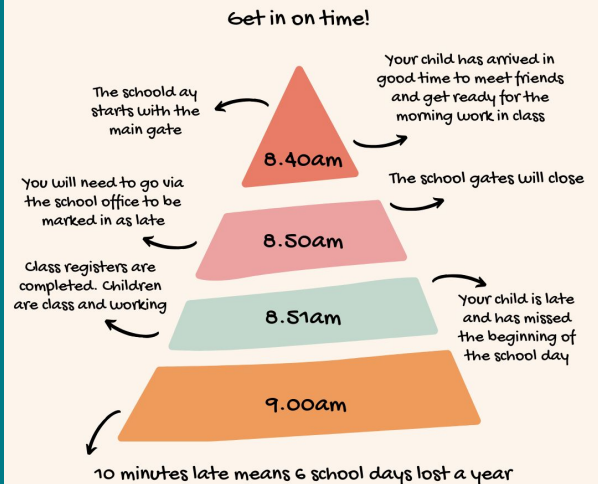 Get in on time!
The schoold ay
starts with the
main gate
Your child has arrived in
good time to meet friends
and get ready for the
morning work in class
8.40am
You will need to go via
the school office to be
marked in as late
The school gates will close
8.50am
Class registers are
completed. Children
are class and working
8.51am
Your child is late
and has missed
the beginning of
the school day
9.00am
10 minutes late means 6 school days lost a year